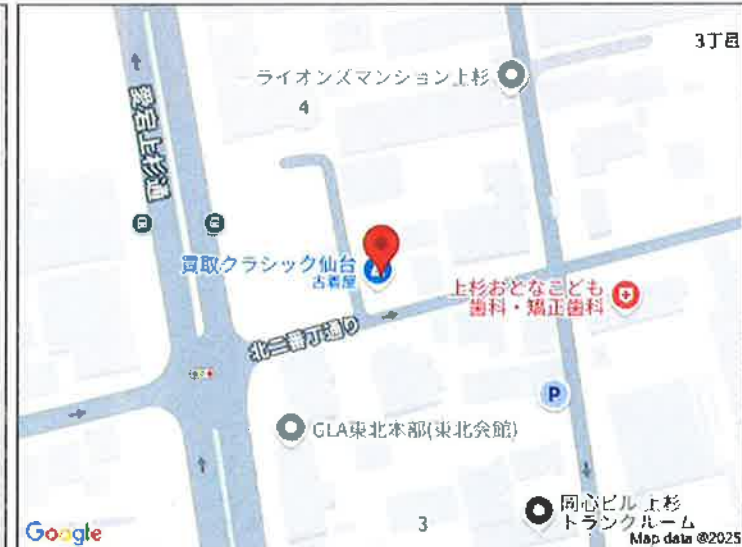 3丁目
ライオンズマンション上杉
4
愛宕上杉通
買取クラシック仙台
古着屋
上杉おとなこども
歯科・矯正歯科
北二番丁通り
P
GLA東北本部(東北会館)
同心ビル 上杉
トランクルーム
3
Google
Map data ©2025